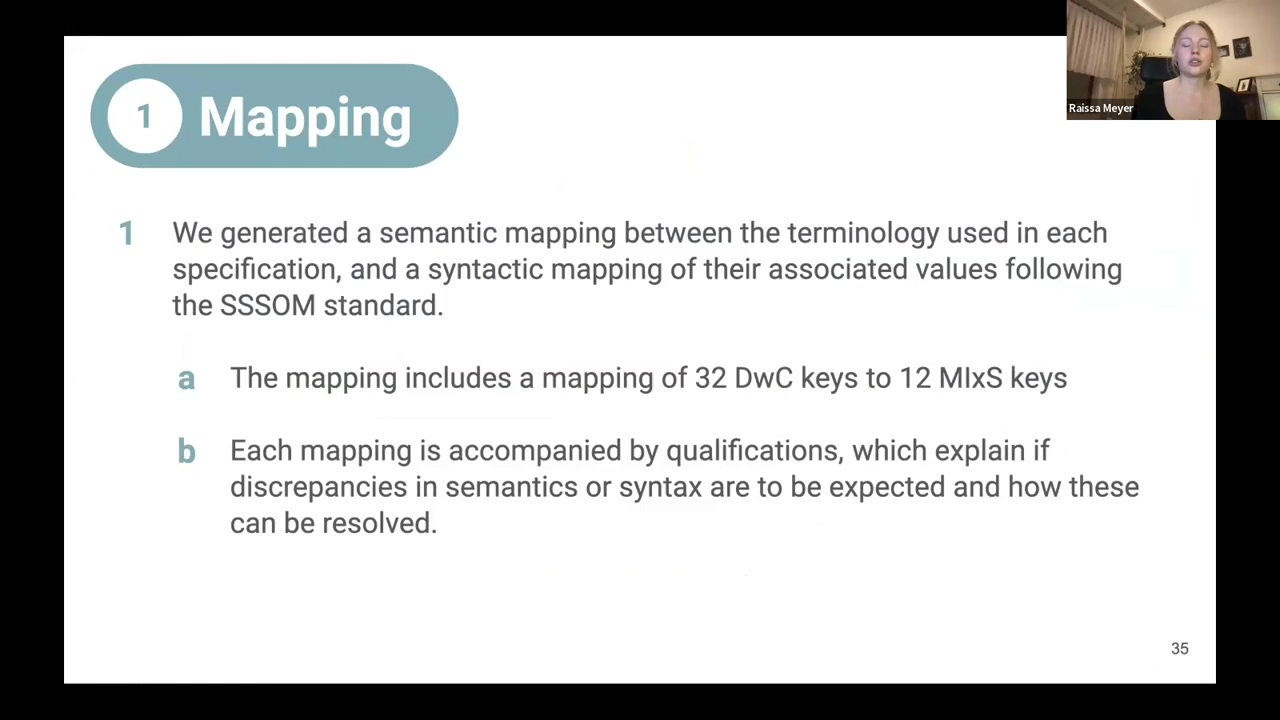 Raissa Meyer
1 Mapping
1 We generated a semantic mapping between the terminology used in each
specification, and a syntactic mapping of their associated values following
the SSSOM standard.
a The mapping includes a mapping of 32 DwC keys to 12 MIxS keys
b Each mapping is accompanied by qualifications, which explain if
discrepancies in semantics or syntax are to be expected and how these
can be resolved.
35